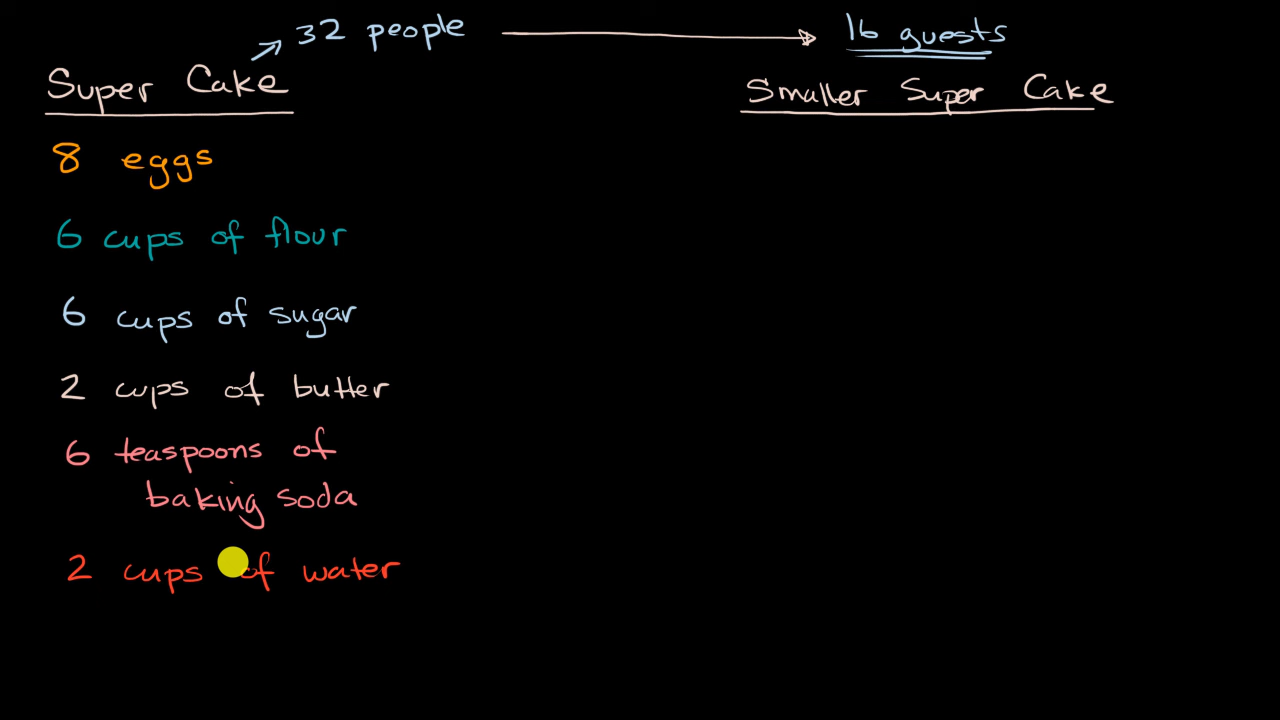 32 people
16 guests
Super Cake
Smaller Super Cake
8 eggs
6 cups of flour
6 cups of sugar
2 cups of butter
6 teaspoons of
baking soda
2 cups of water